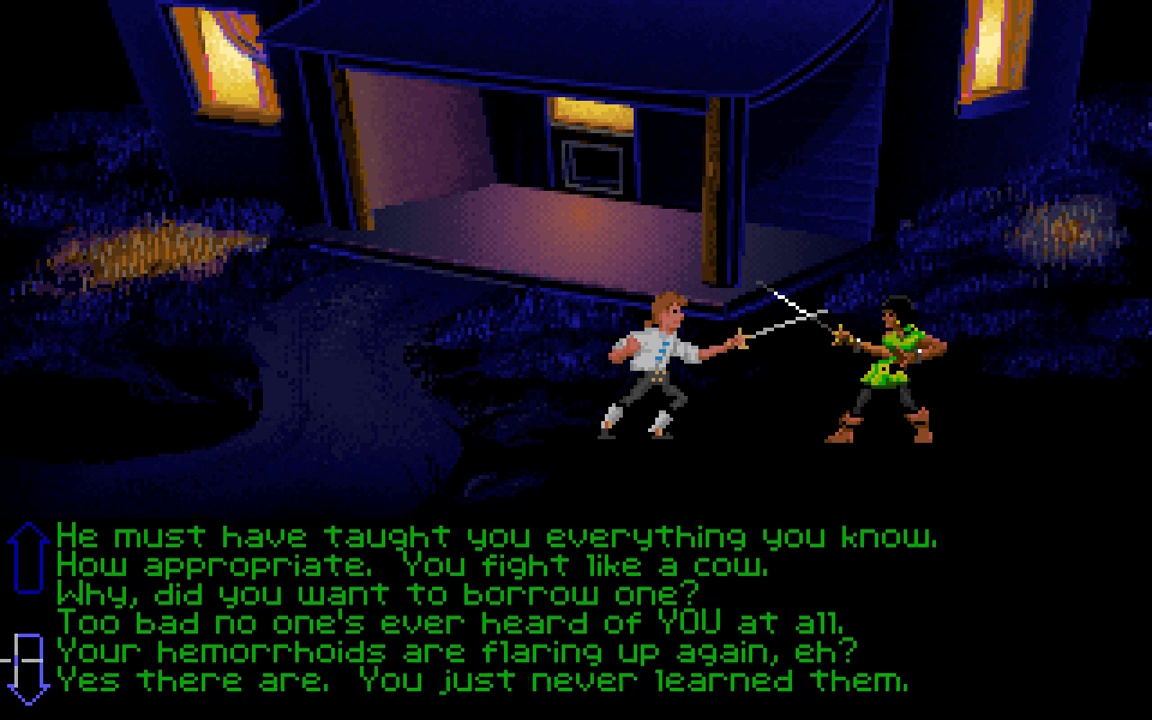 He must have taught you everything you know.
How appropriate.  You fight like a cow.
Why, did you want to borrow one?
Too bad no one's ever heard of YOU at all.
Your hemorrhoids are flaring up again, eh?
Yes there are.  You just never learned them.